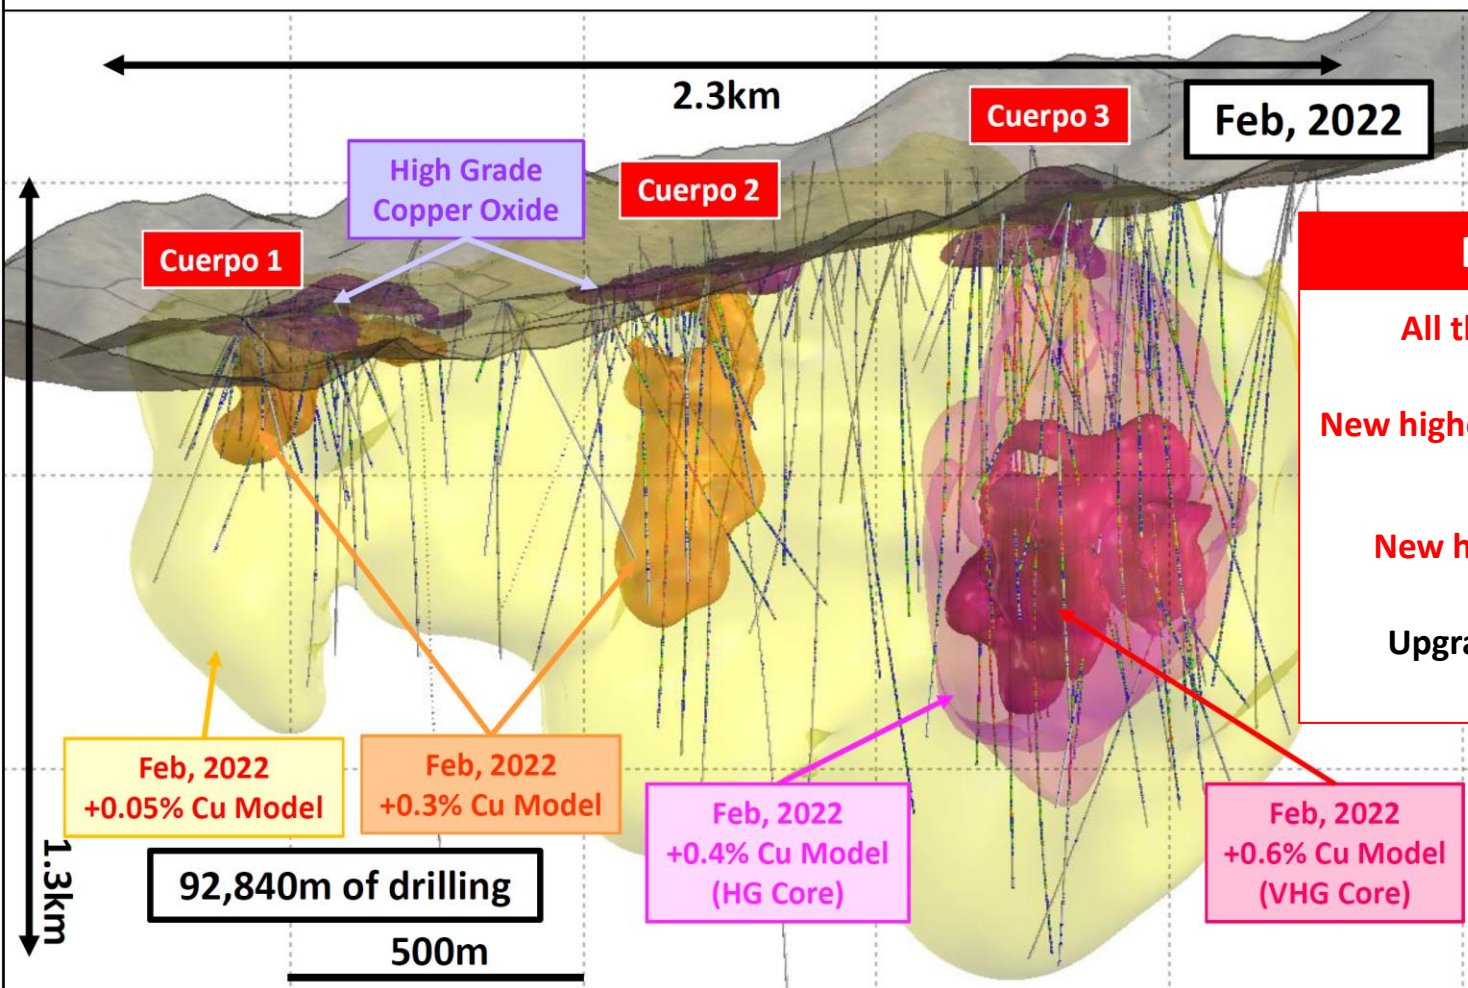 2.3km
Feb, 2022
Cuerpo 3
High Grade
Copper Oxide
Cuerpo 2
Cuerpo 1
All
New
New
Feb, 2022
+0.05% Cu Model
Feb, 2022
+0.3% Cu Model
Feb, 2022
+0.4% Cu Model
(HG Core)
Feb, 2022
+0.6% Cu Model
(VHG Core)
1.3km
92,840m of drilling
500m